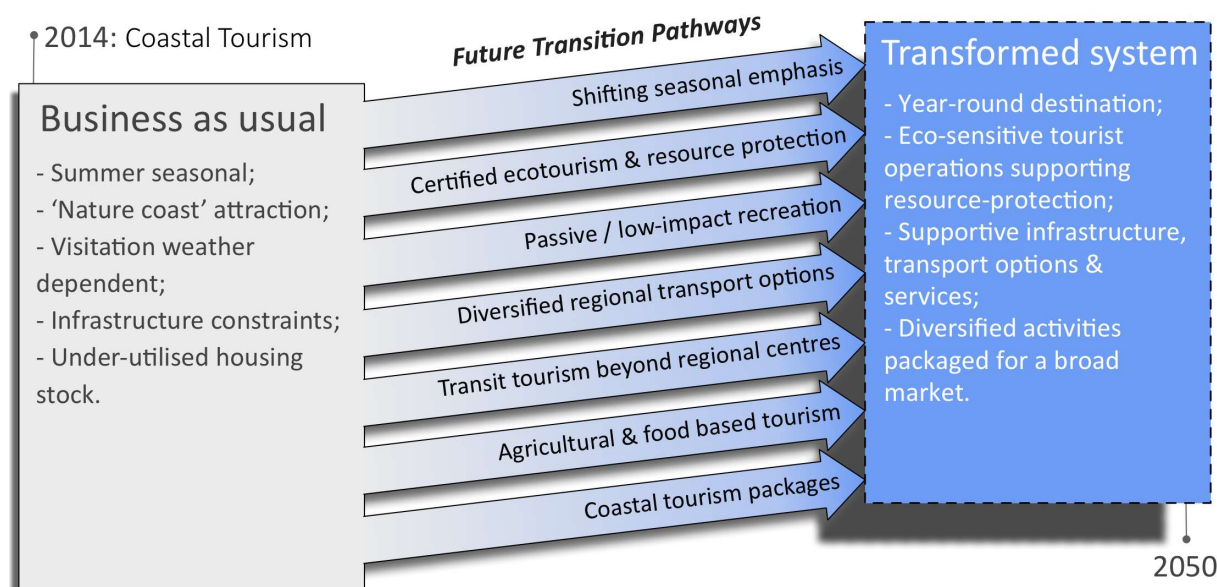 2014: Coastal Tourism
Business as usual
- Summer seasonal;
- ‘Nature coast’ attraction;
- Visitation weather
dependent;
- Infrastructure constraints;
- Under-utilised housing
stock.
Future Transition Pathways
Shifting seasonal emphasis
Certified ecotourism & resource protection
Passive / low-impact recreation
Diversified regional transport options
Transit tourism beyond regional centres
Agricultural & food based tourism
Coastal tourism packages
Transformed system
- Year-round destination;
- Eco-sensitive tourist
operations supporting
resource-protection;
- Supportive infrastructure,
transport options &
services;
- Diversified activities
packaged for a broad
market.
2050